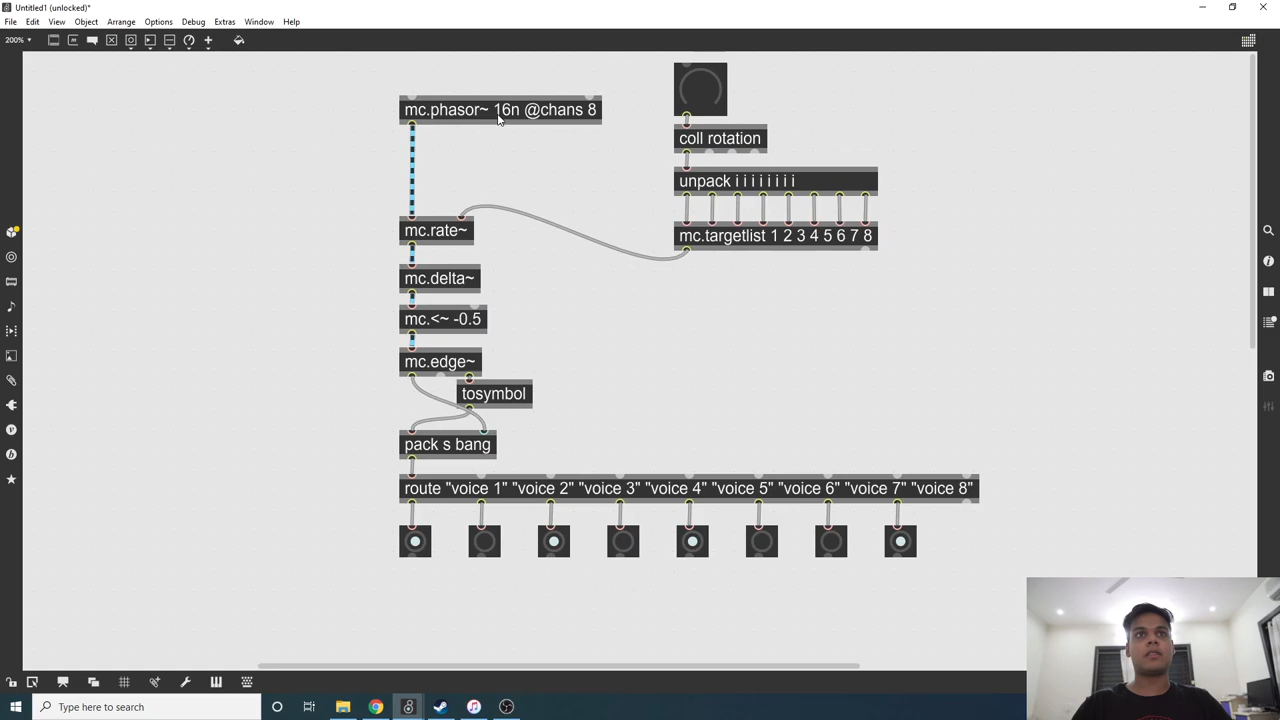 Untitled1 (unlocked)*
File Edit View Object Arrange Options Debug Extras Window Help
200%
mc.phasor~ 16n @chans 8
coll rotation
unpack i i i i i i i i
mc.rate~
mc.targetlist 1 2 3 4 5 6 7 8
mc.delta~
mc.<~ -0.5
mc.edge~
tosymbol
pack s bang
route "voice 1" "voice 2" "voice 3" "voice 4" "voice 5" "voice 6" "voice 7" "voice 8"
Type here to search